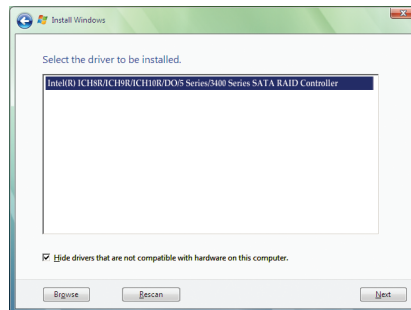 Install Windows
Select the driver to be installed.
Intel(R) ICH8R/ICH9R/ICH10R/DO/5 Series/3400 Series SATA RAID Controller
Hide drivers that are not compatible with hardware on this computer.
Browse
Rescan
Next